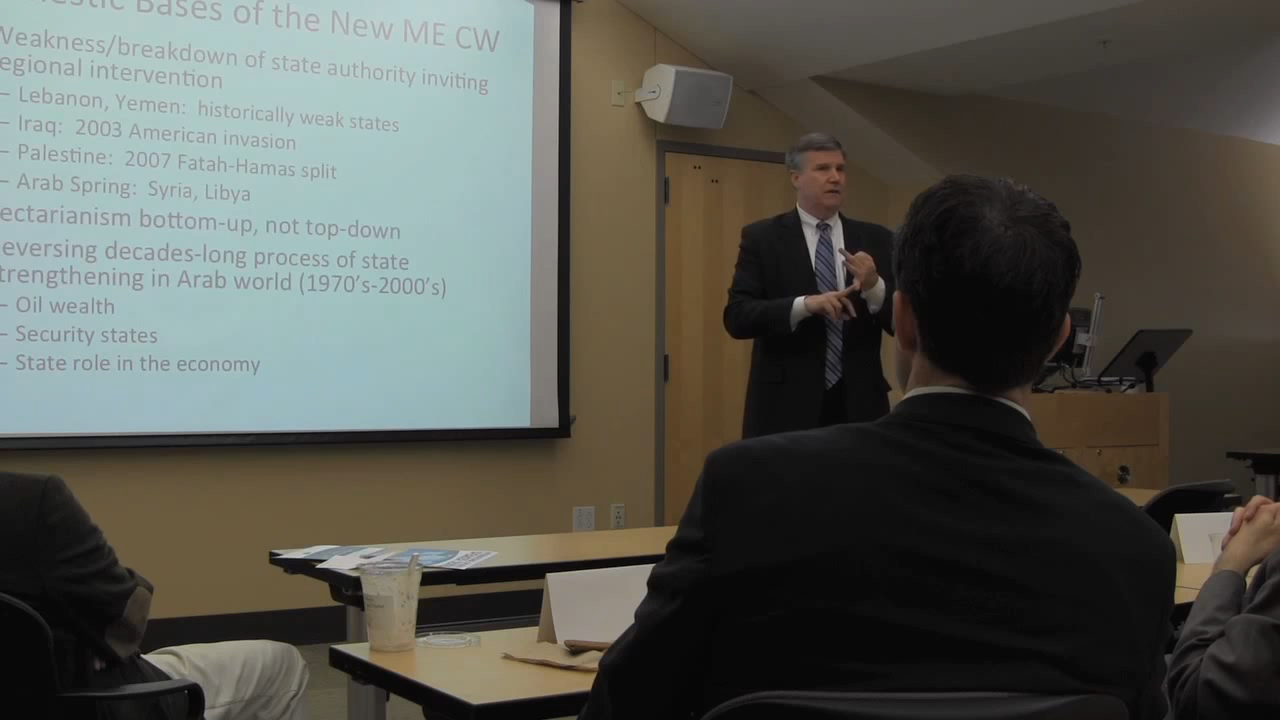 estic Bases of the New ME CW
Weakness/breakdown of state authority inviting
egional intervention
– Lebanon, Yemen: historically weak states
– Iraq: 2003 American invasion
– Palestine: 2007 Fatah-Hamas split
– Arab Spring: Syria, Libya
ectarianism bottom-up, not top-down
eversing decades-long process of state
trengthening in Arab world (1970's-2000's)
– Oil wealth
– Security states
– State role in the economy